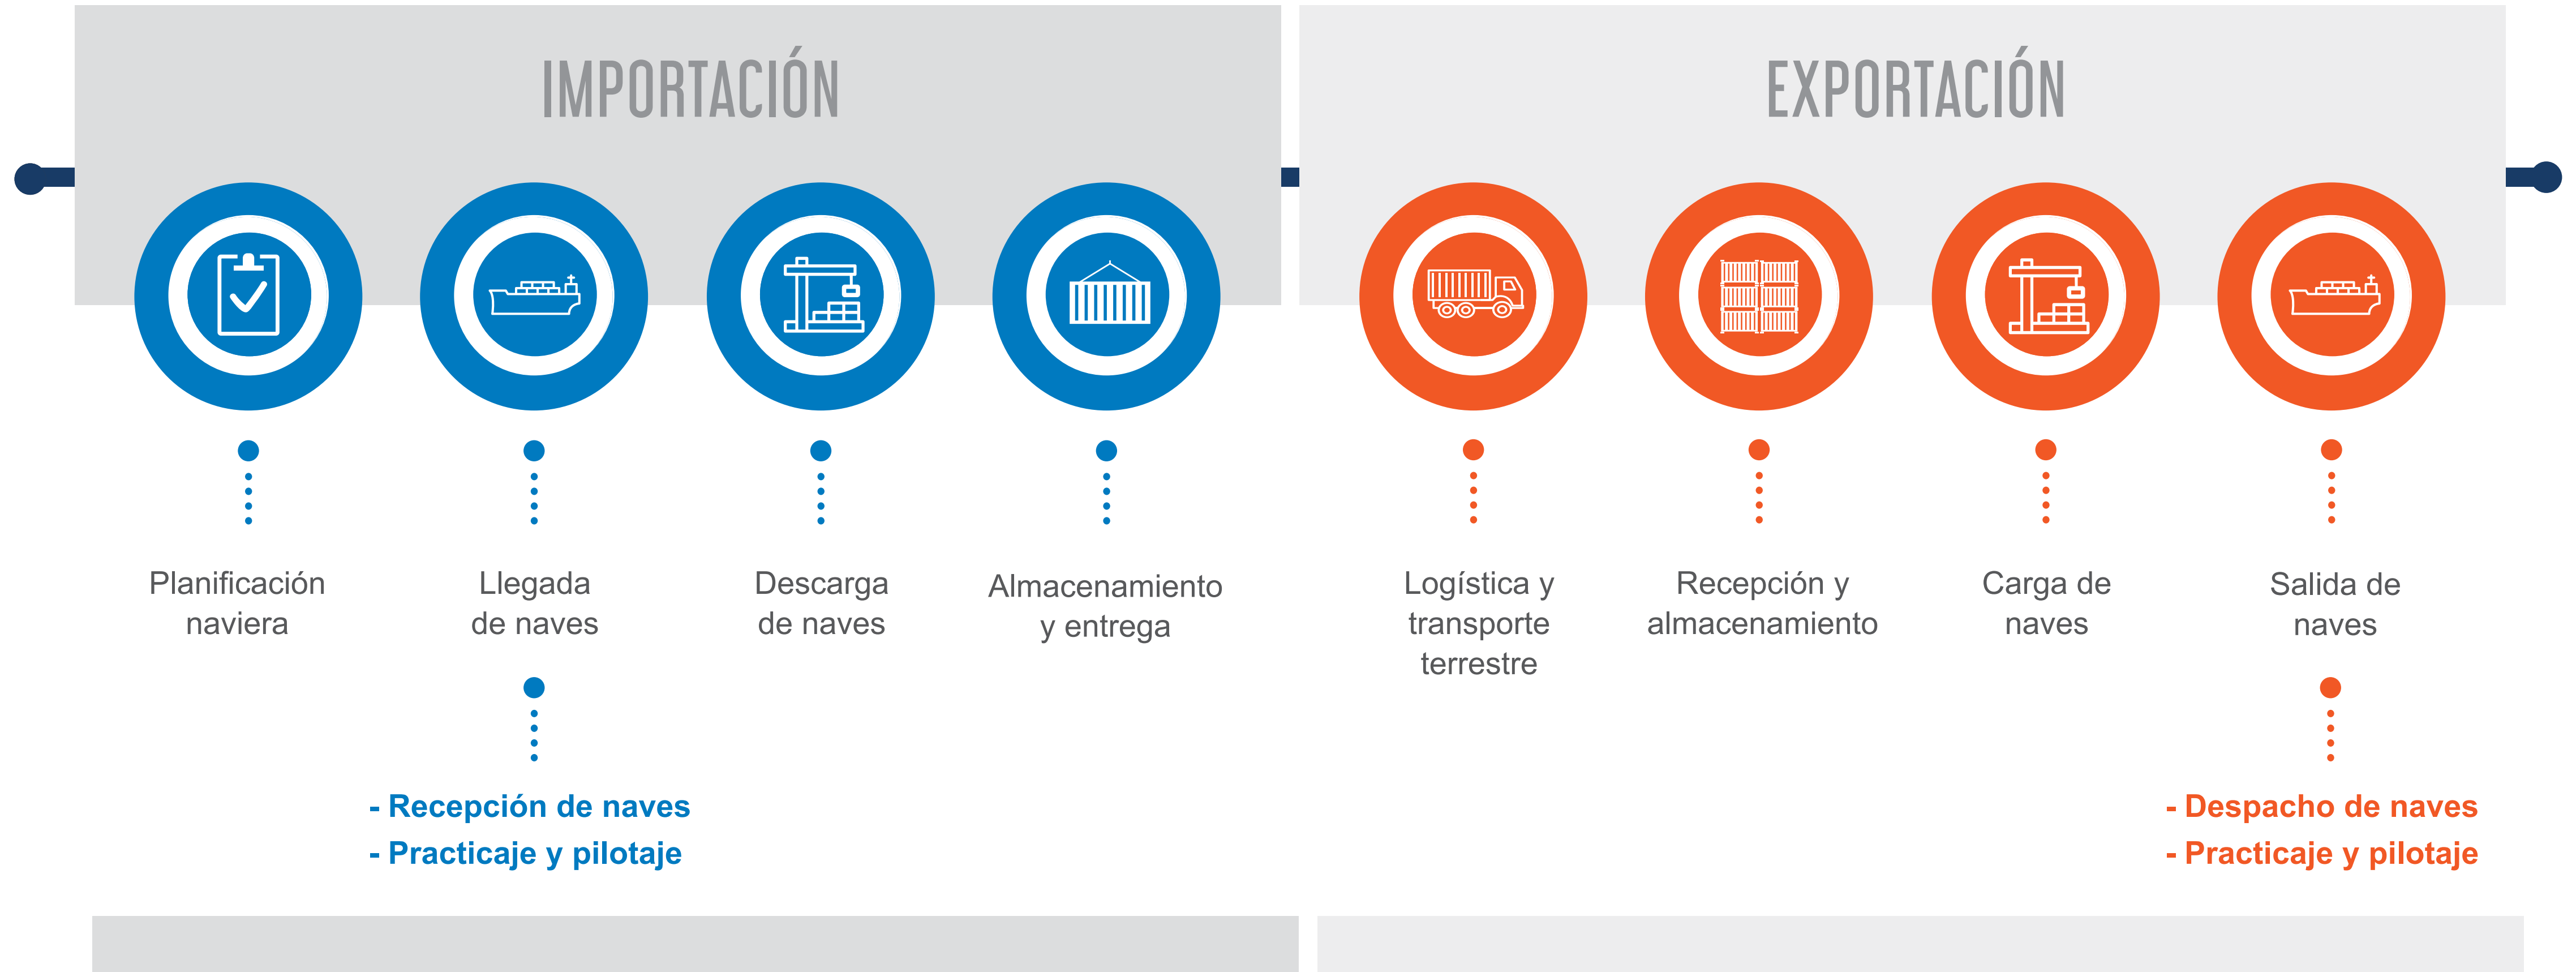 IMPORTACIÓN
Planificación
naviera
Llegada
de naves
Descarga
de naves
Almacenamiento
y entrega
- Recepción de naves
- Practicaje y pilotaje
EXPORTACIÓN
Logística y
transporte
terrestre
Recepción y
almacenamiento
Carga de
naves
Salida de
naves
- Despacho de naves
- Practicaje y pilotaje